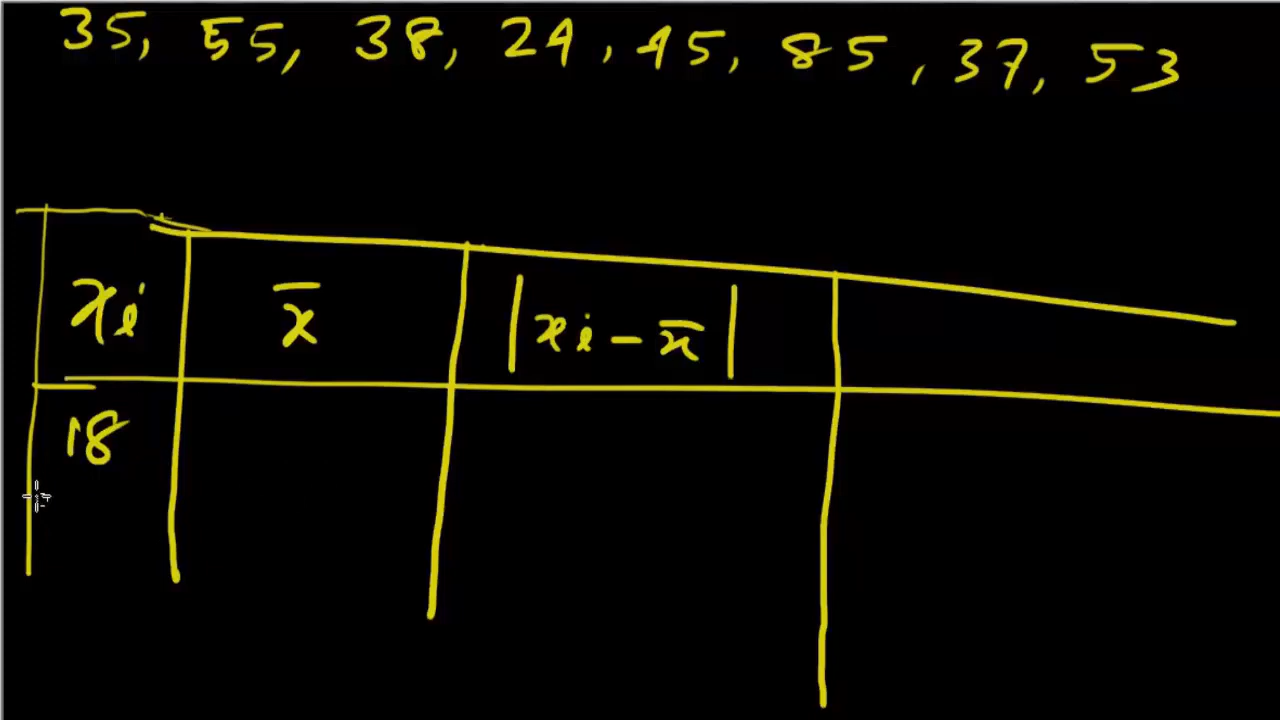 35, 55, 38, 24, 45, 85, 37, 53
xi x̄ |xi - x̄|
18